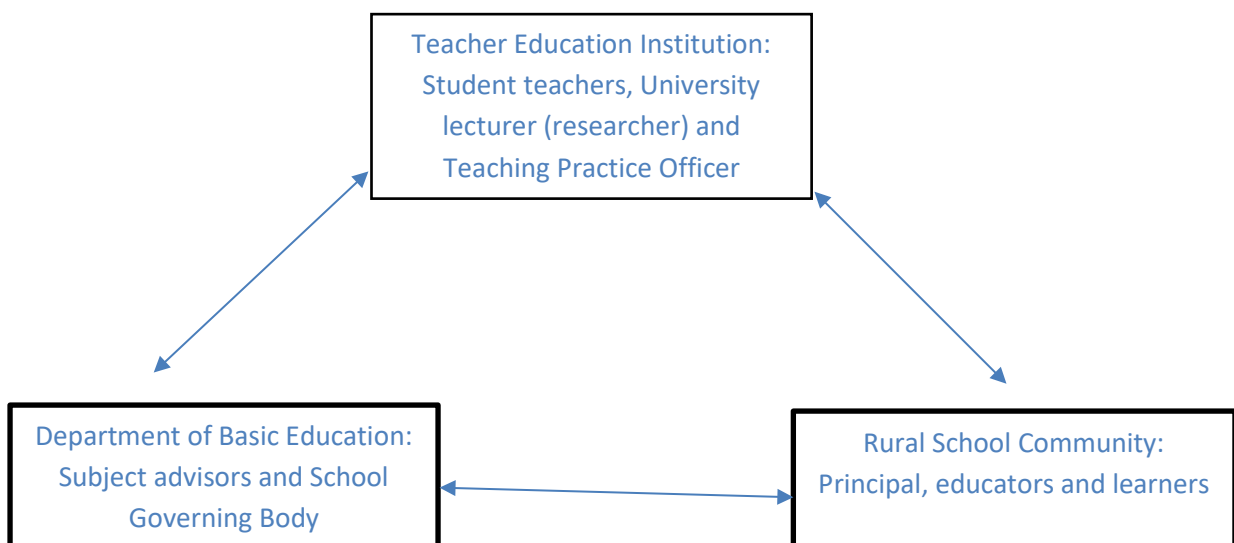 Teacher Education Institution:
Student teachers, University
lecturer (researcher) and
Teaching Practice Officer
Department of Basic Education:
Subject advisors and School
Governing Body
Rural School Community:
Principal, educators and learners